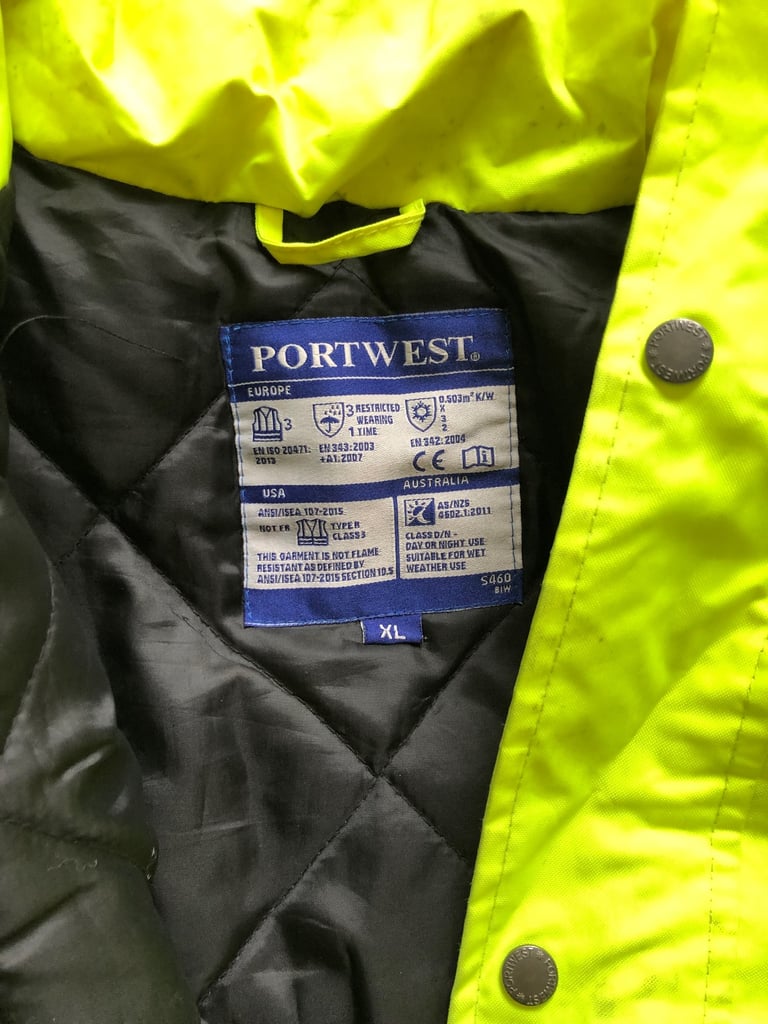 PORTWEST®
EUROPE
3
3 RESTRICTED
WEARING
1 TIME
0.503m² K/W
X
3
2
EN ISO 20471:
2013
EN 343:2003
+A1:2007
EN 342:2004
CE
i
USA
AUSTRALIA
ANSI/ISEA 107-2015
NOT FR
TYPE R
CLASS 3
THIS GARMENT IS NOT FLAME
RESISTANT AS DEFINED BY
ANSI/ISEA 107-2015 SECTION 10.5
AS/NZS
4602.1:2011
CLASS D/N -
DAY OR NIGHT USE
SUITABLE FOR WET
WEATHER USE
S460
BIW
XL
PORTWEST PORTWEST
PORTWEST PORTWEST